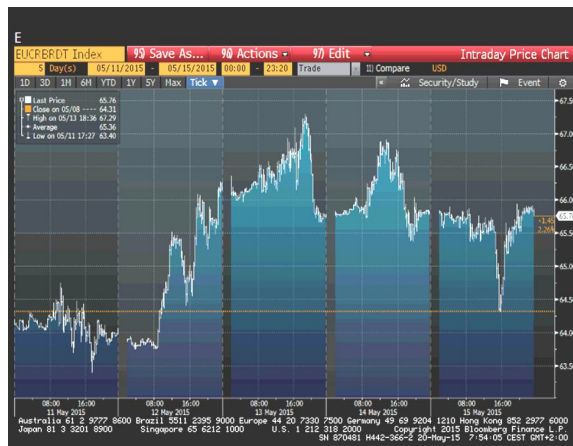 E
EUCRBRDT Index 95) Save As... 96) Actions 97) Edit Intraday Price Chart
5 Day(s) 05/11/2015 - 05/15/2015 00:00 - 23:20 Trade 11) Compare USD
1D 3D 1M 6M YTD 1Y 5Y Max Tick ▼ « Security/Study Event
Last Price 65.76
Close on 05/08 ---- 64.31
High on 05/13 18:36 67.29
Average 65.36
Low on 05/11 17:27 63.40
67.5
67.0
66.5
66.0
65.76
+1.45
2.26%
65.5
65.0
64.5
64.0
63.5
08:00 16:00 08:00 16:00 08:00 16:00 08:00 16:00 08:00 16:00
11 May 2015 12 May 2015 13 May 2015 14 May 2015 15 May 2015
Australia 61 2 9777 8600 Brazil 5511 2395 9000 Europe 44 20 7330 7500 Germany 49 69 9204 1210 Hong Kong 852 2977 6000
Japan 81 3 3201 8900 Singapore 65 6212 1000 U.S. 1 212 318 2000 Copyright 2015 Bloomberg Finance L.P.
SN 870481 H442-366-2 20-May-15 7:54:05 CEST GMT+2:00